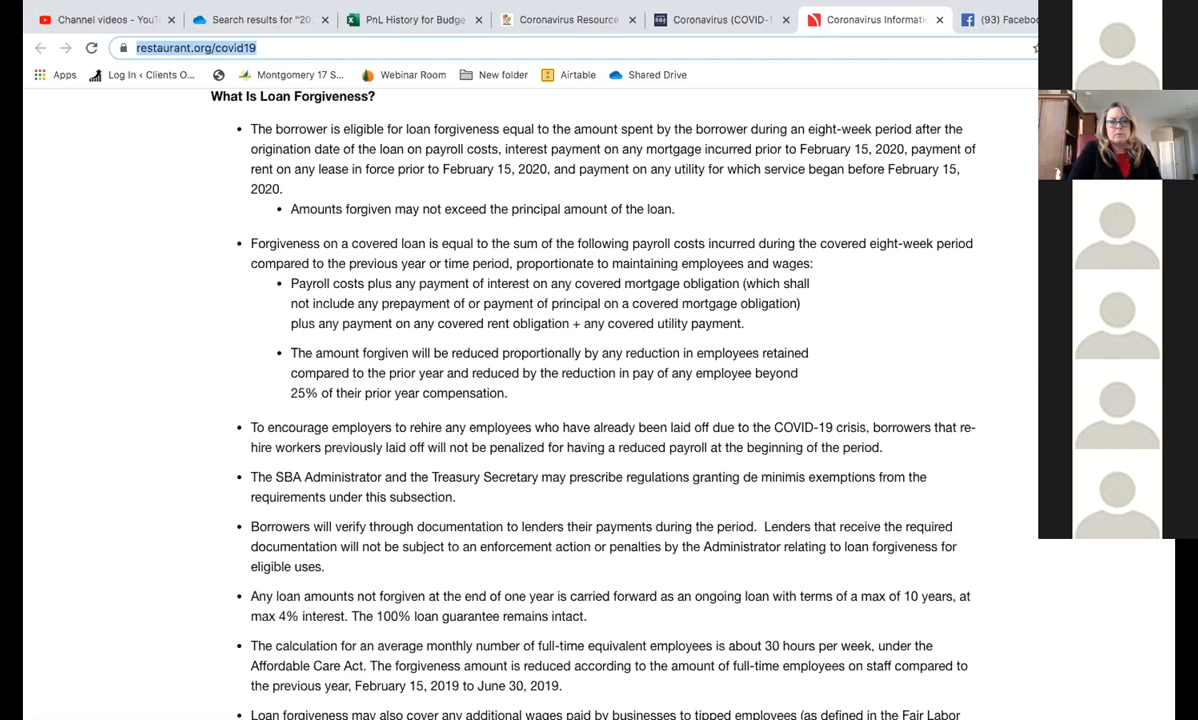 Channel videos - YouT
Search results for "20
PnL History for Budge
Coronavirus Resource
Coronavirus (COVID-1
Coronavirus Informati
(93) Faceboo
restaurant.org/covid19
Apps
Log In ‹ Clients O...
Montgomery 17 S...
Webinar Room
New folder
Airtable
Shared Drive
What Is Loan Forgiveness?
• The borrower is eligible for loan forgiveness equal to the amount spent by the borrower during an eight-week period after the
origination date of the loan on payroll costs, interest payment on any mortgage incurred prior to February 15, 2020, payment of
rent on any lease in force prior to February 15, 2020, and payment on any utility for which service began before February 15,
2020.
• Amounts forgiven may not exceed the principal amount of the loan.
• Forgiveness on a covered loan is equal to the sum of the following payroll costs incurred during the covered eight-week period
compared to the previous year or time period, proportionate to maintaining employees and wages:
• Payroll costs plus any payment of interest on any covered mortgage obligation (which shall
not include any prepayment of or payment of principal on a covered mortgage obligation)
plus any payment on any covered rent obligation + any covered utility payment.
• The amount forgiven will be reduced proportionally by any reduction in employees retained
compared to the prior year and reduced by the reduction in pay of any employee beyond
25% of their prior year compensation.
• To encourage employers to rehire any employees who have already been laid off due to the COVID-19 crisis, borrowers that re-
hire workers previously laid off will not be penalized for having a reduced payroll at the beginning of the period.
• The SBA Administrator and the Treasury Secretary may prescribe regulations granting de minimis exemptions from the
requirements under this subsection.
• Borrowers will verify through documentation to lenders their payments during the period.  Lenders that receive the required
documentation will not be subject to an enforcement action or penalties by the Administrator relating to loan forgiveness for
eligible uses.
• Any loan amounts not forgiven at the end of one year is carried forward as an ongoing loan with terms of a max of 10 years, at
max 4% interest. The 100% loan guarantee remains intact.
• The calculation for an average monthly number of full-time equivalent employees is about 30 hours per week, under the
Affordable Care Act. The forgiveness amount is reduced according to the amount of full-time employees on staff compared to
the previous year, February 15, 2019 to June 30, 2019.
• Loan forgiveness may also cover any additional wages paid by businesses to tipped employees (as defined in the Fair Labor